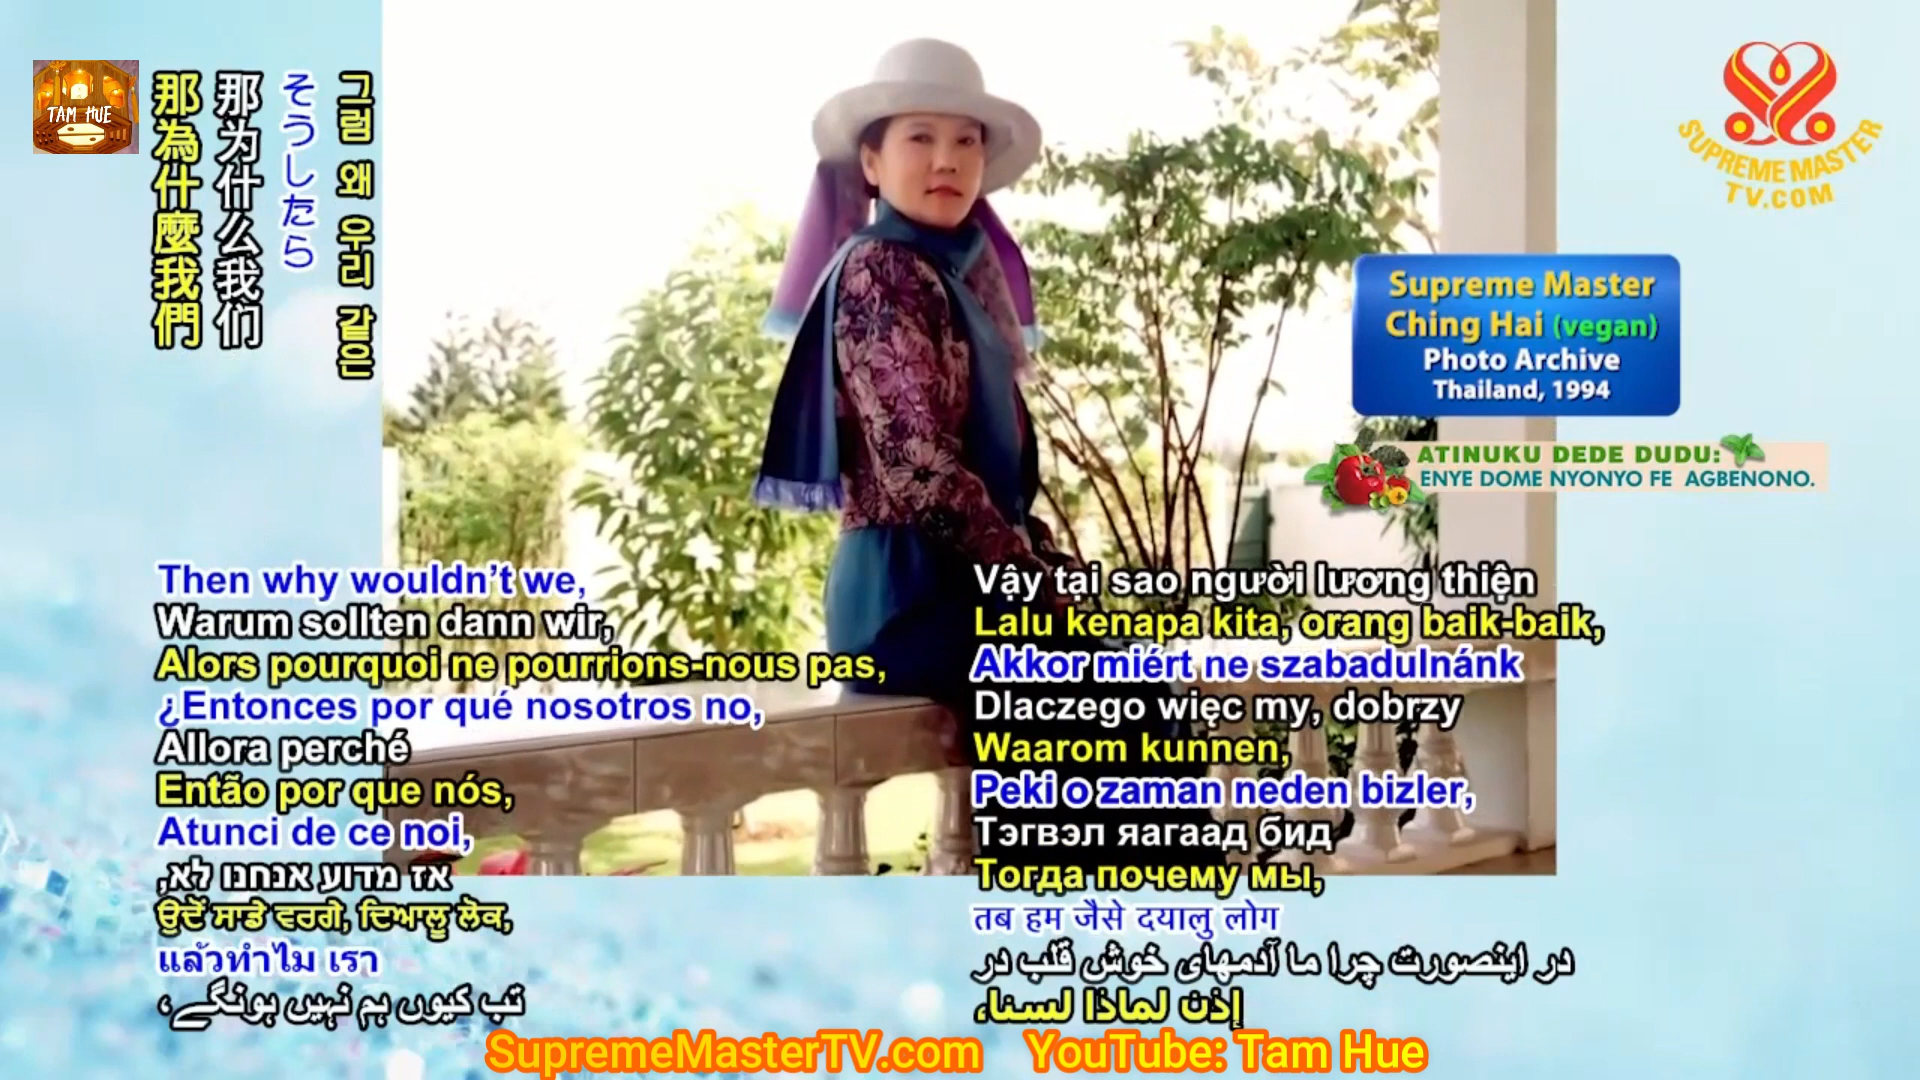 TAM HUE
那為什麼我們
那为什么我们
そうしたら
그럼 왜 우리 같은
SUPREME MASTER
TV.COM
Supreme Master
Ching Hai (vegan)
Photo Archive
Thailand, 1994
ATINUKU DEDE DUDU:
ENYE DOME NYONYO FE AGBENONO.
Then why wouldn't we,
Warum sollten dann wir,
Alors pourquoi ne pourrions-nous pas,
¿Entonces por qué nosotros no,
Allora perché
Então por que nós,
Atunci de ce noi,
אז מדוע אנחנו לא,
ਉਦੋਂ ਸਾਡੇ ਵਰਗੇ, ਦਿਆਲੂ ਲੋਕ,
แล้วทำไม เรา
تب کیوں ہم نہیں ہونگے،
Vậy tại sao người lương thiện
Lalu kenapa kita, orang baik-baik,
Akkor miért ne szabadulnánk
Dlaczego więc my, dobrzy
Waarom kunnen,
Peki o zaman neden bizler,
Тэгвэл яагаад бид
Тогда почему мы,
तब हम जैसे दयालु लोग
در اینصورت چرا ما آدمهای خوش قلب در
إذن لماذا لسنا،
SupremeMasterTV.com YouTube: Tam Hue